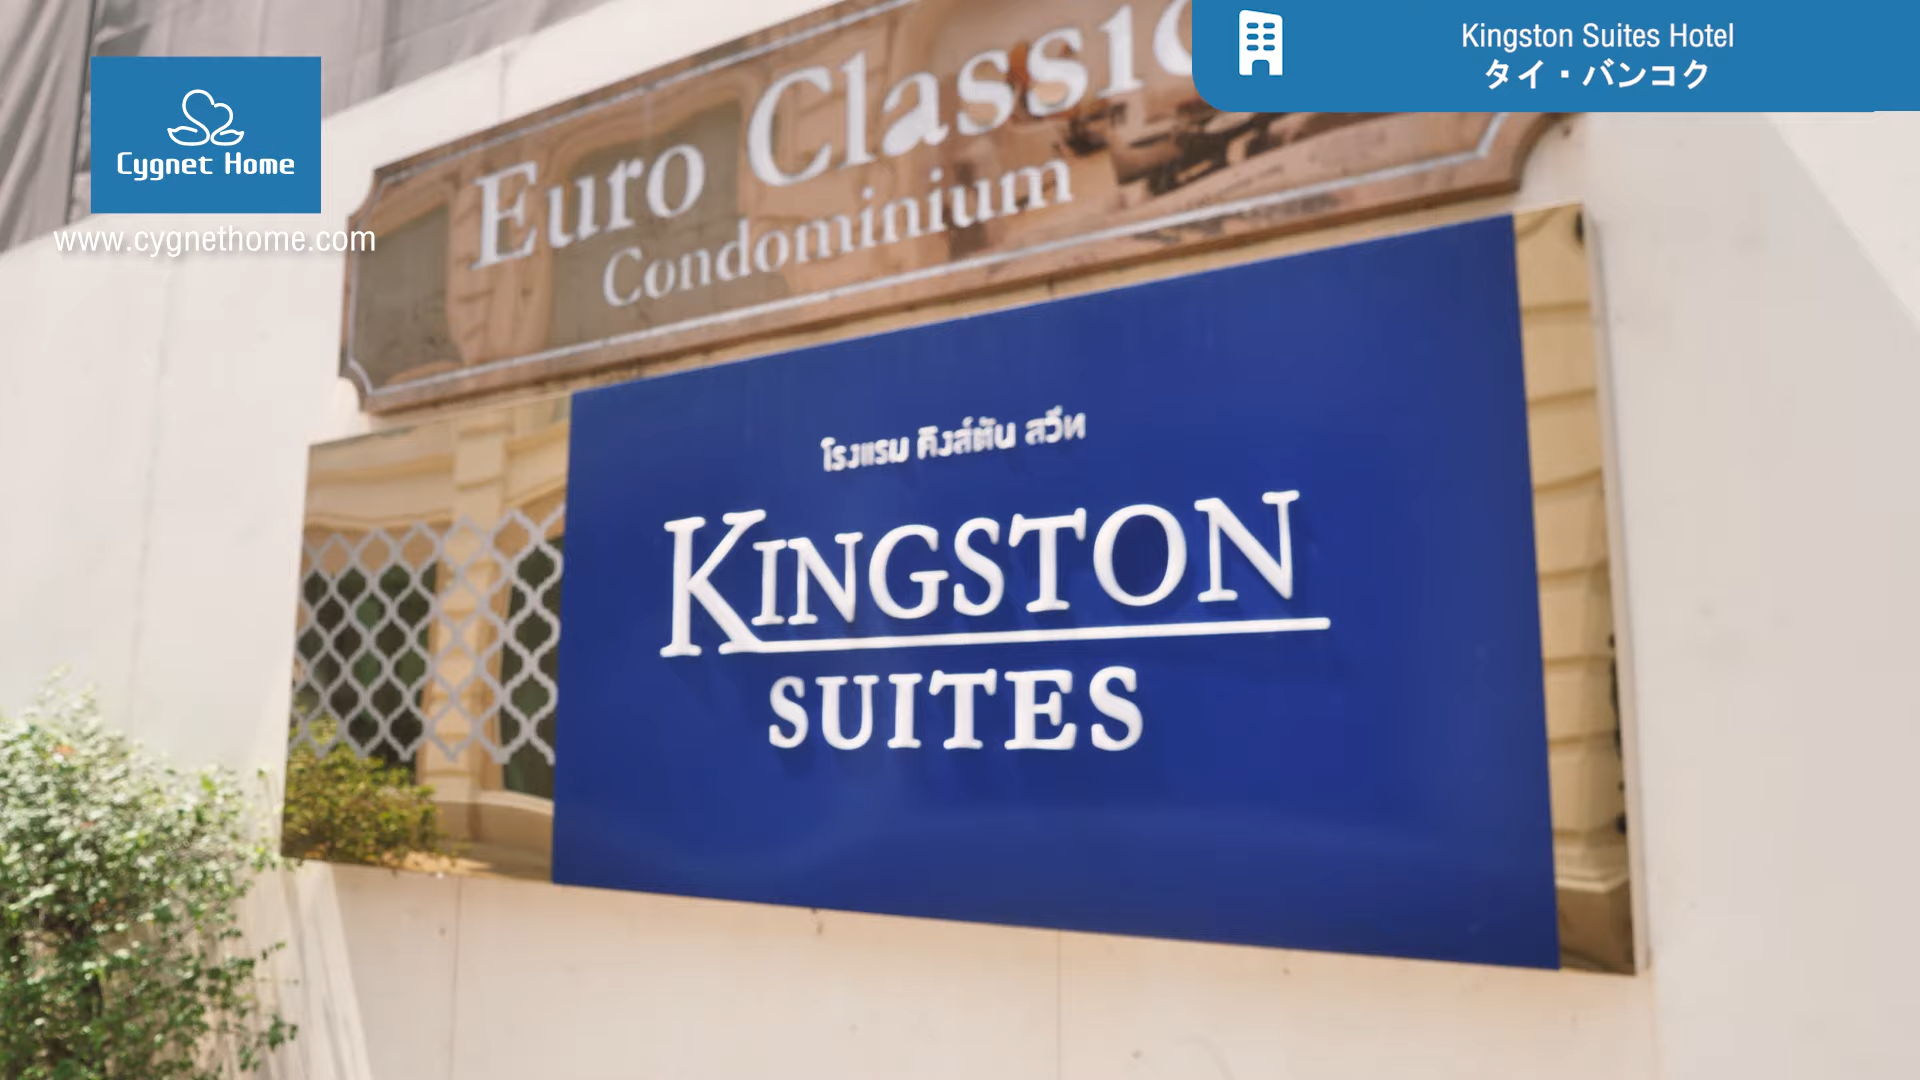 Kingston Suites Hotel
タイ・バンコク
Cygnet Home
www.cygnethome.com
Euro Classic
Condominium
โรงแรม คิงส์ตัน สวีท
KINGSTON
SUITES